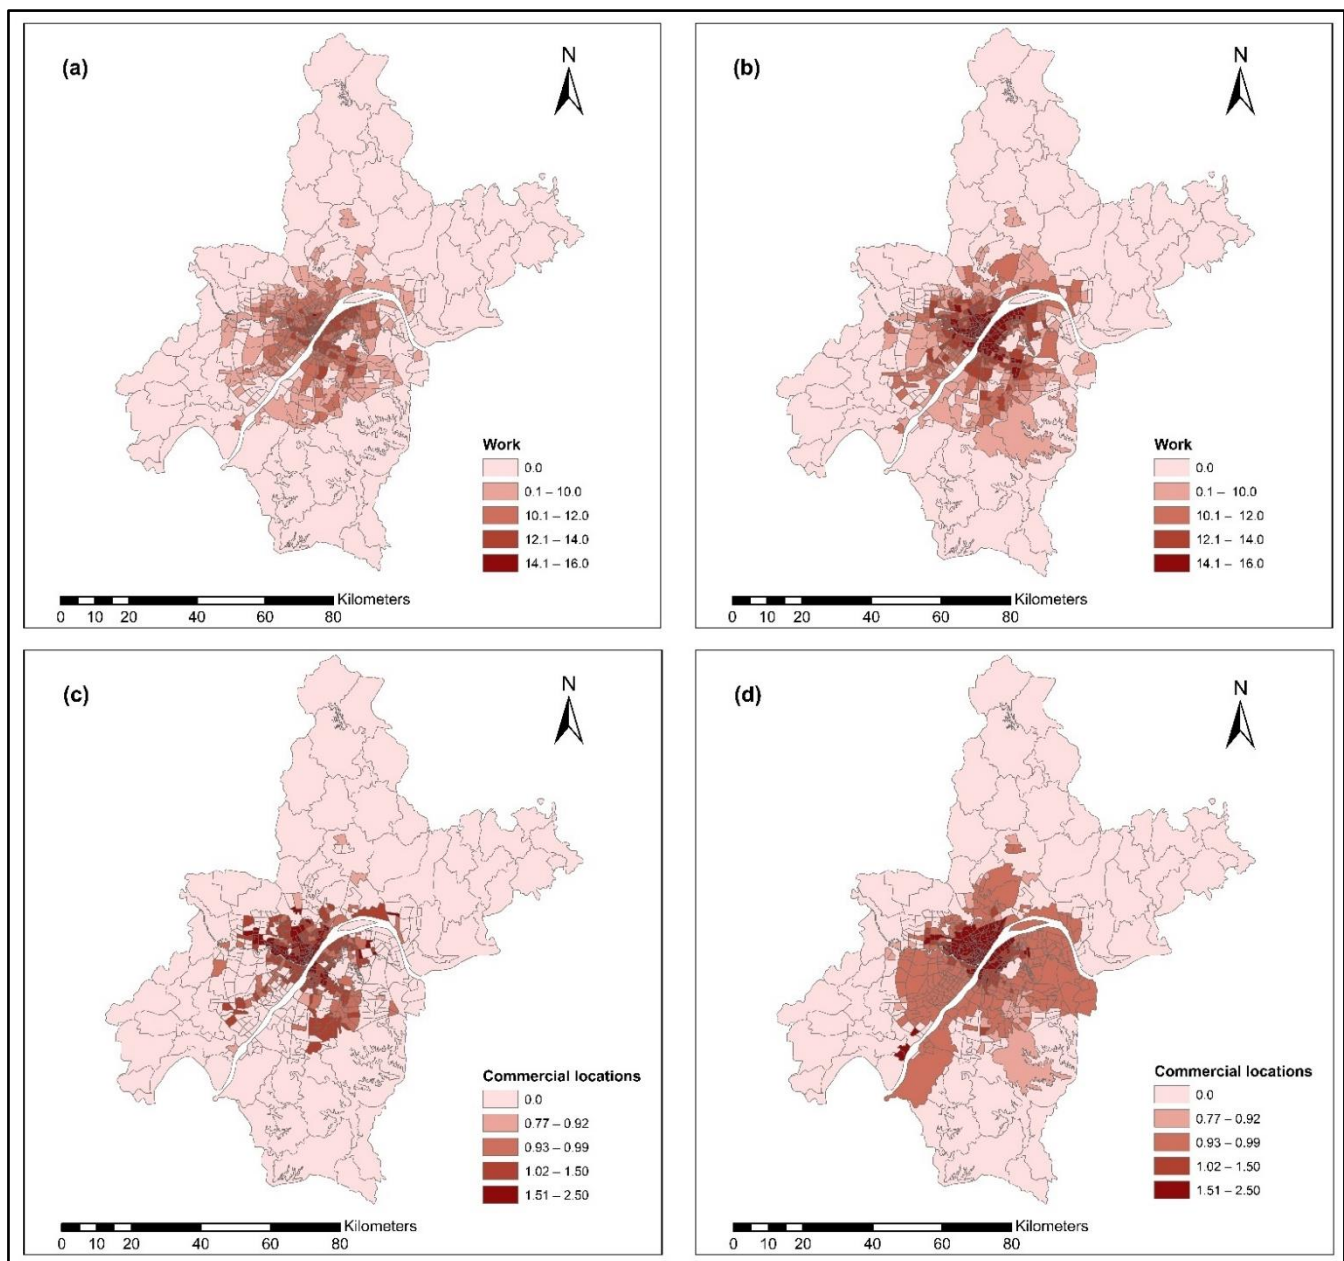 (a)
N
Work
0.0
0.1 – 10.0
10.1 – 12.0
12.1 – 14.0
14.1 – 16.0
Kilometers
0 10 20 40 60 80
(b)
N
Work
0.0
0.1 – 10.0
10.1 – 12.0
12.1 – 14.0
14.1 – 16.0
Kilometers
0 10 20 40 60 80
(c)
N
Commercial locations
0.0
0.77 – 0.92
0.93 – 0.99
1.02 – 1.50
1.51 – 2.50
Kilometers
0 10 20 40 60 80
(d)
N
Commercial locations
0.0
0.77 – 0.92
0.93 – 0.99
1.02 – 1.50
1.51 – 2.50
Kilometers
0 10 20 40 60 80